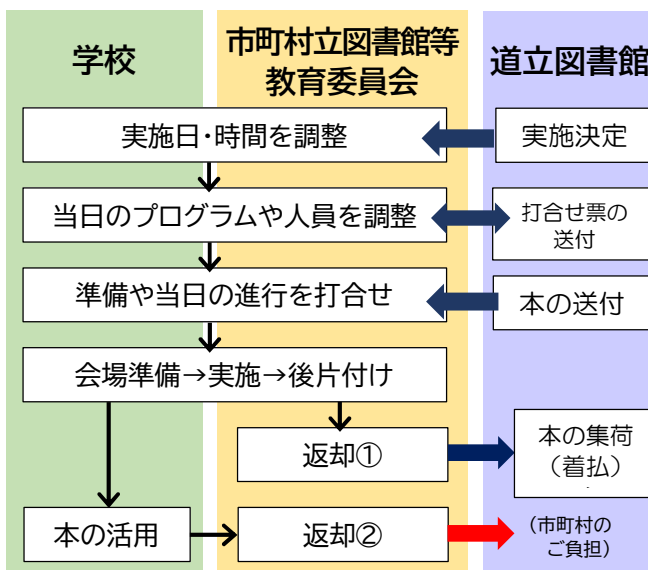 学校
市町村立図書館等
教育委員会
道立図書館
実施日・時間を調整
実施決定
当日のプログラムや人員を調整
打合せ票の
送付
準備や当日の進行を打合せ
本の送付
会場準備→実施→後片付け
返却①
本の集荷
（着払）
本の活用
返却②
（市町村の
ご負担）